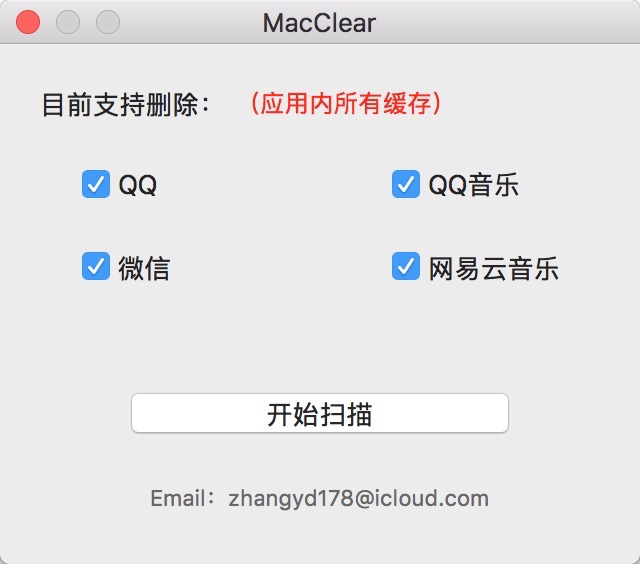 MacClear
目前支持删除： （应用内所有缓存）
QQ QQ音乐
微信 网易云音乐
开始扫描
Email：zhangyd178@icloud.com